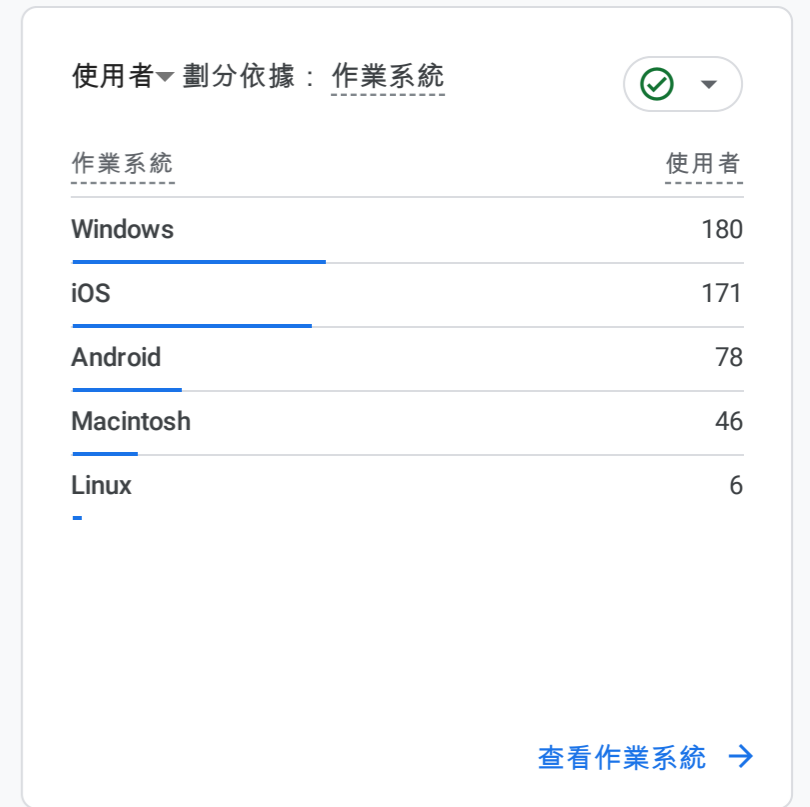 使用者 劃分依據： 作業系統
作業系統 使用者
Windows 180
iOS 171
Android 78
Macintosh 46
Linux 6
查看作業系統